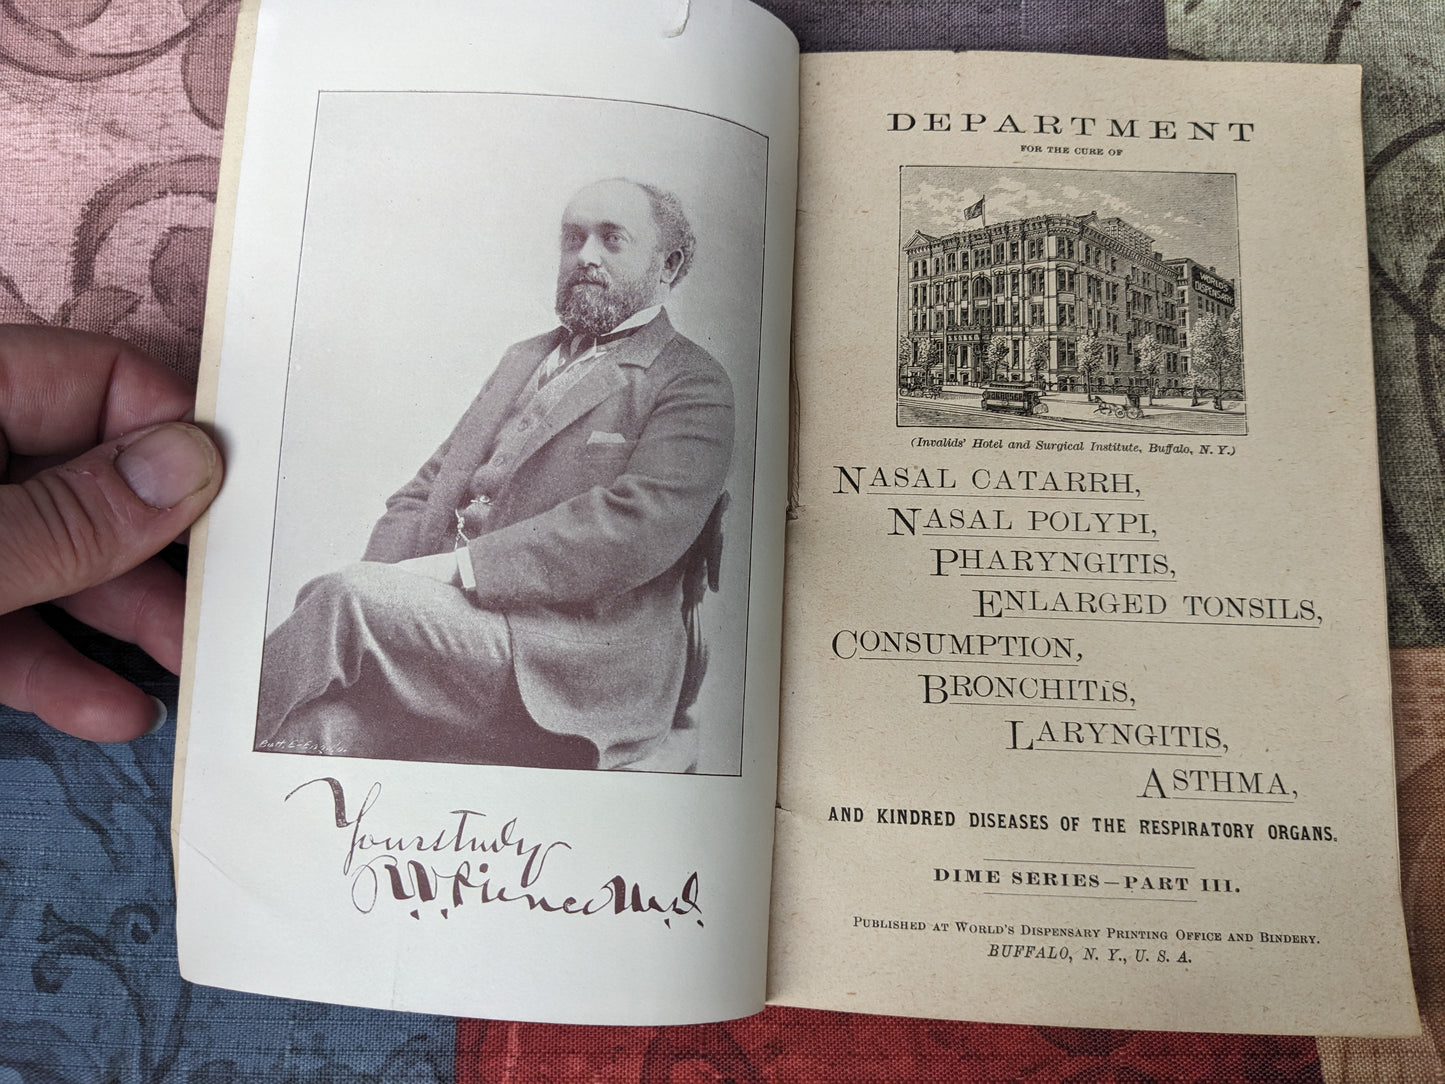 Yours truly
R.V. Pierce M.D.
DEPARTMENT
FOR THE CURE OF
WORLD'S
DISPENSARY
(Invalids' Hotel and Surgical Institute, Buffalo, N. Y.)
NASAL CATARRH,
NASAL POLYPI,
PHARYNGITIS,
ENLARGED TONSILS,
CONSUMPTION,
BRONCHITIS,
LARYNGITIS,
ASTHMA,
AND KINDRED DISEASES OF THE RESPIRATORY ORGANS.
DIME SERIES—PART III.
PUBLISHED AT WORLD'S DISPENSARY PRINTING OFFICE AND BINDERY.
BUFFALO, N. Y., U. S. A.